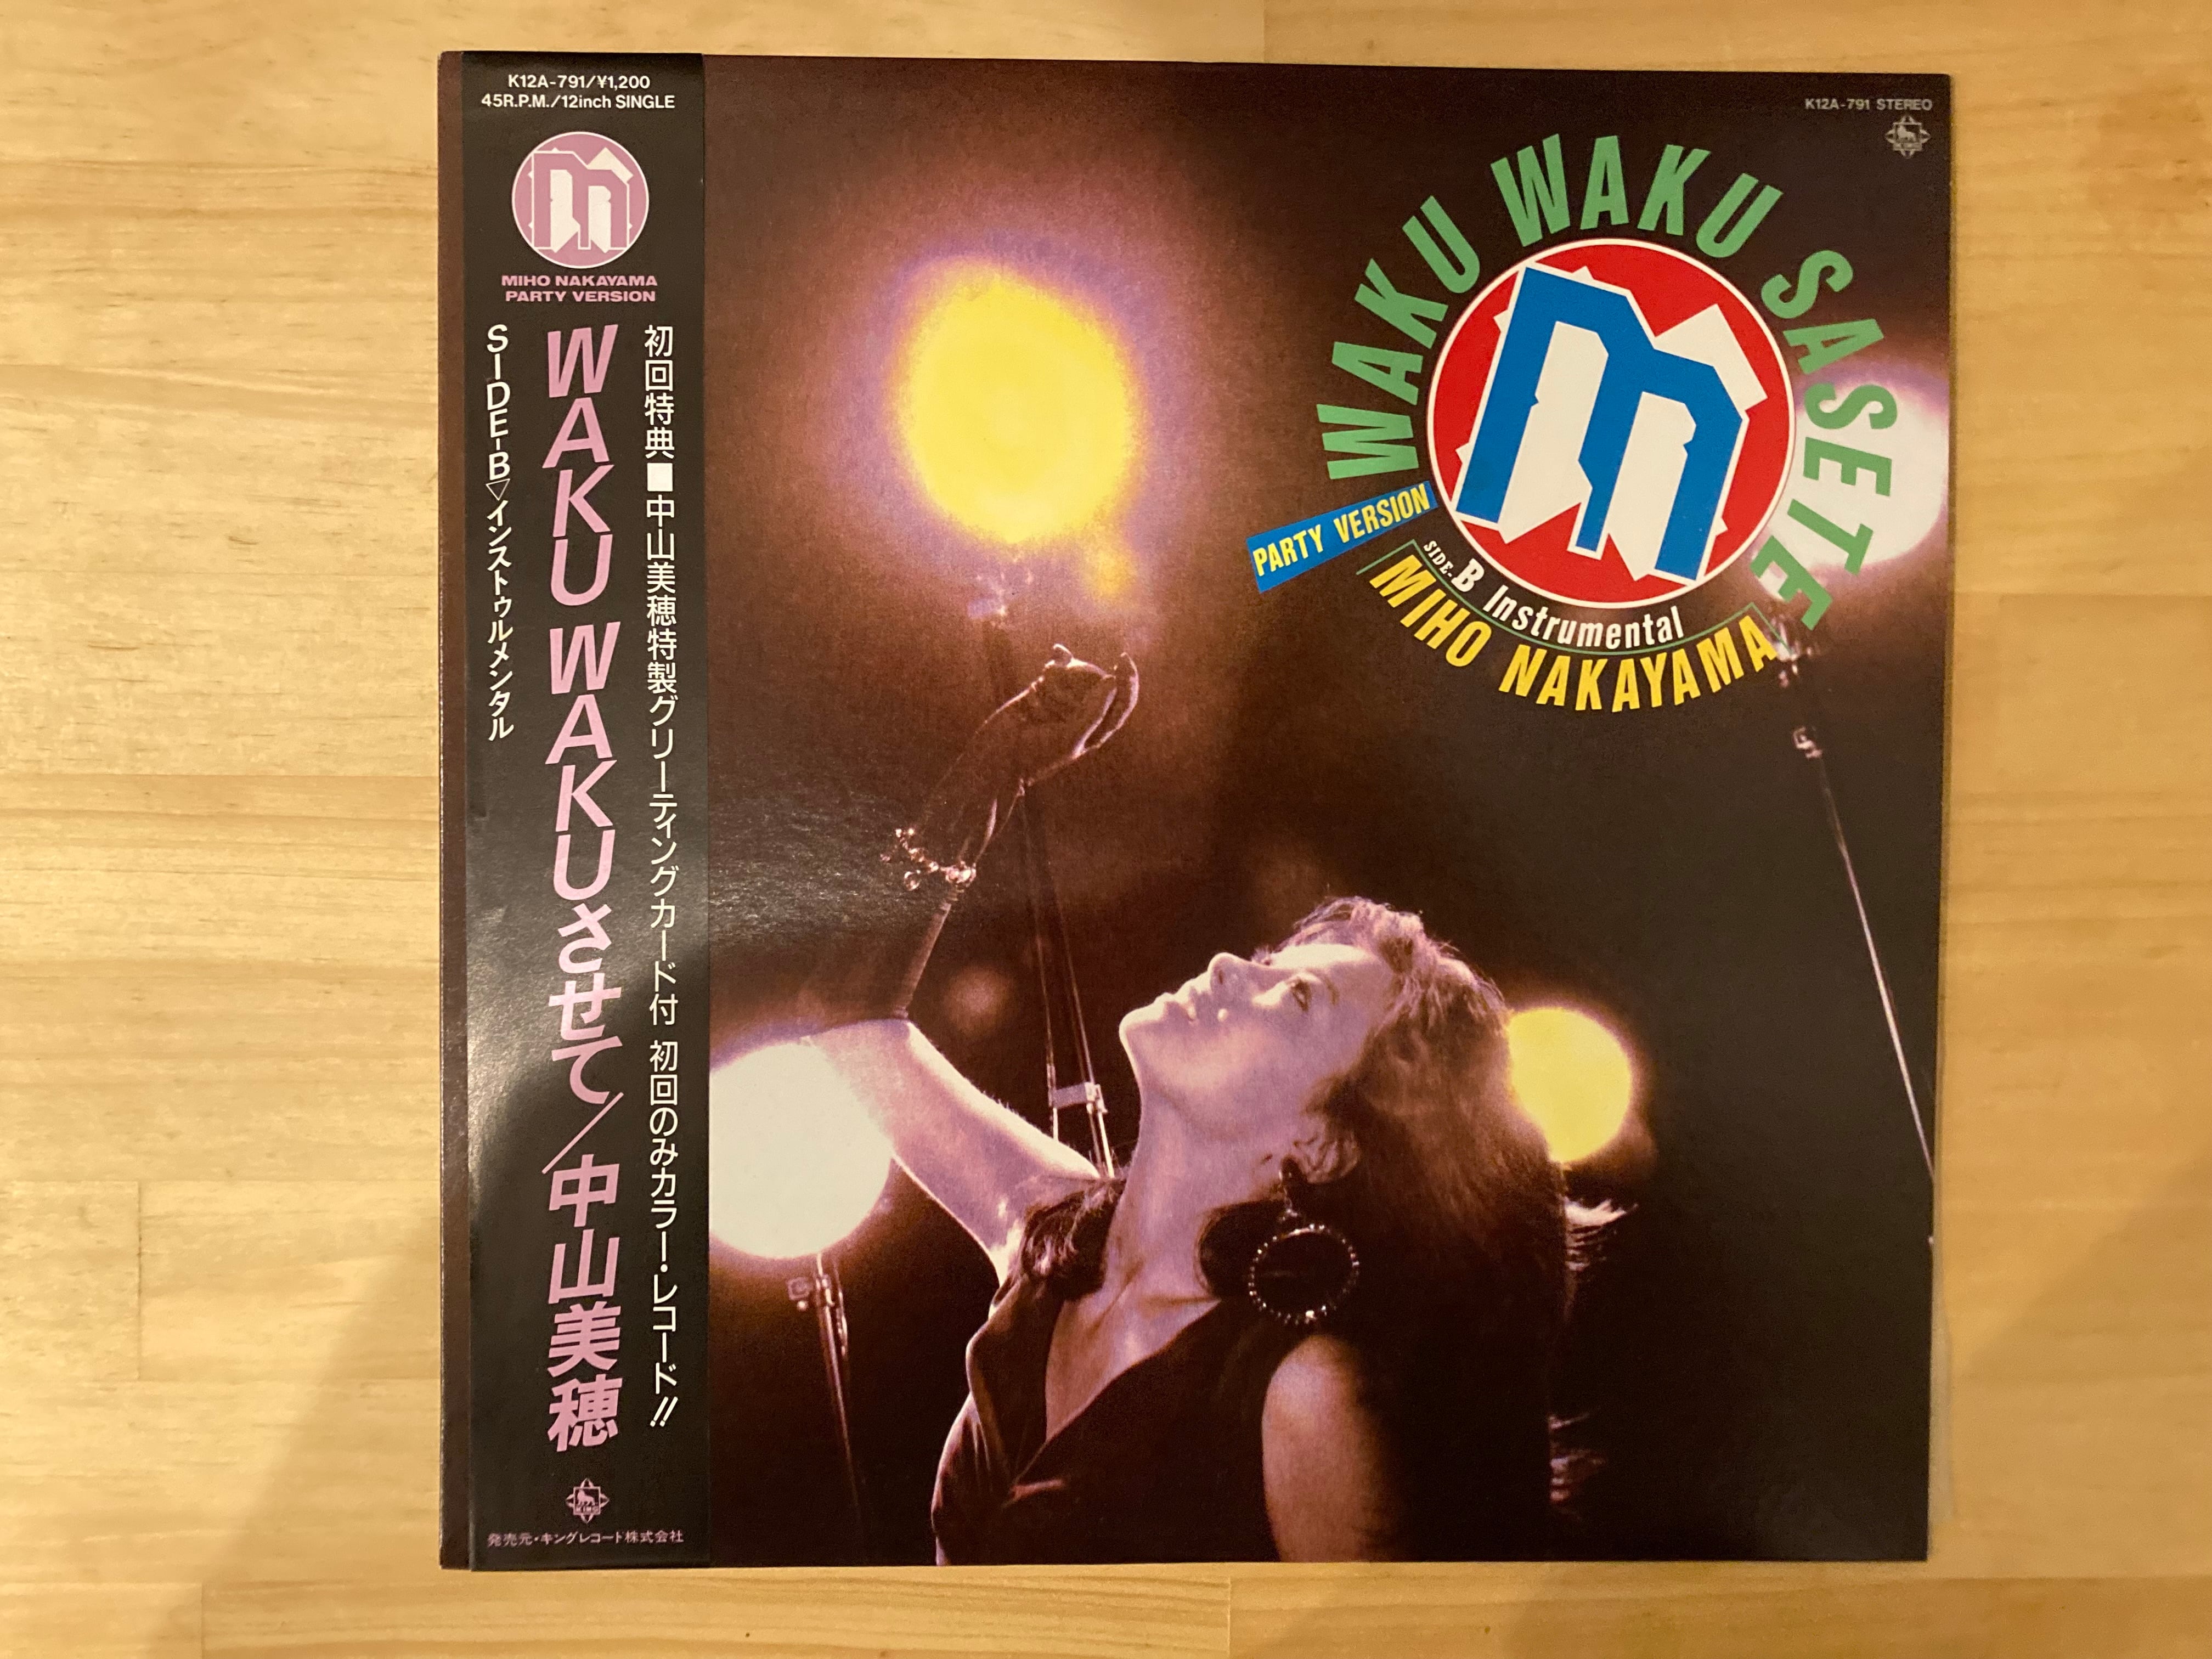 K12A-791/¥1,200
45R.P.M./12inch SINGLE
M
MIHO NAKAYAMA
PARTY VERSION
初回特典■中山美穂特製グリーティングカード付 初回のみカラー・レコード!!
WAKU WAKUさせて/中山美穂
SIDE-B▽インストゥルメンタル
KING
発売元・キングレコード株式会社
K12A-791 STEREO
WAKU WAKU SASETE
M
PARTY VERSION
SIDE-B Instrumental
MIHO NAKAYAMA